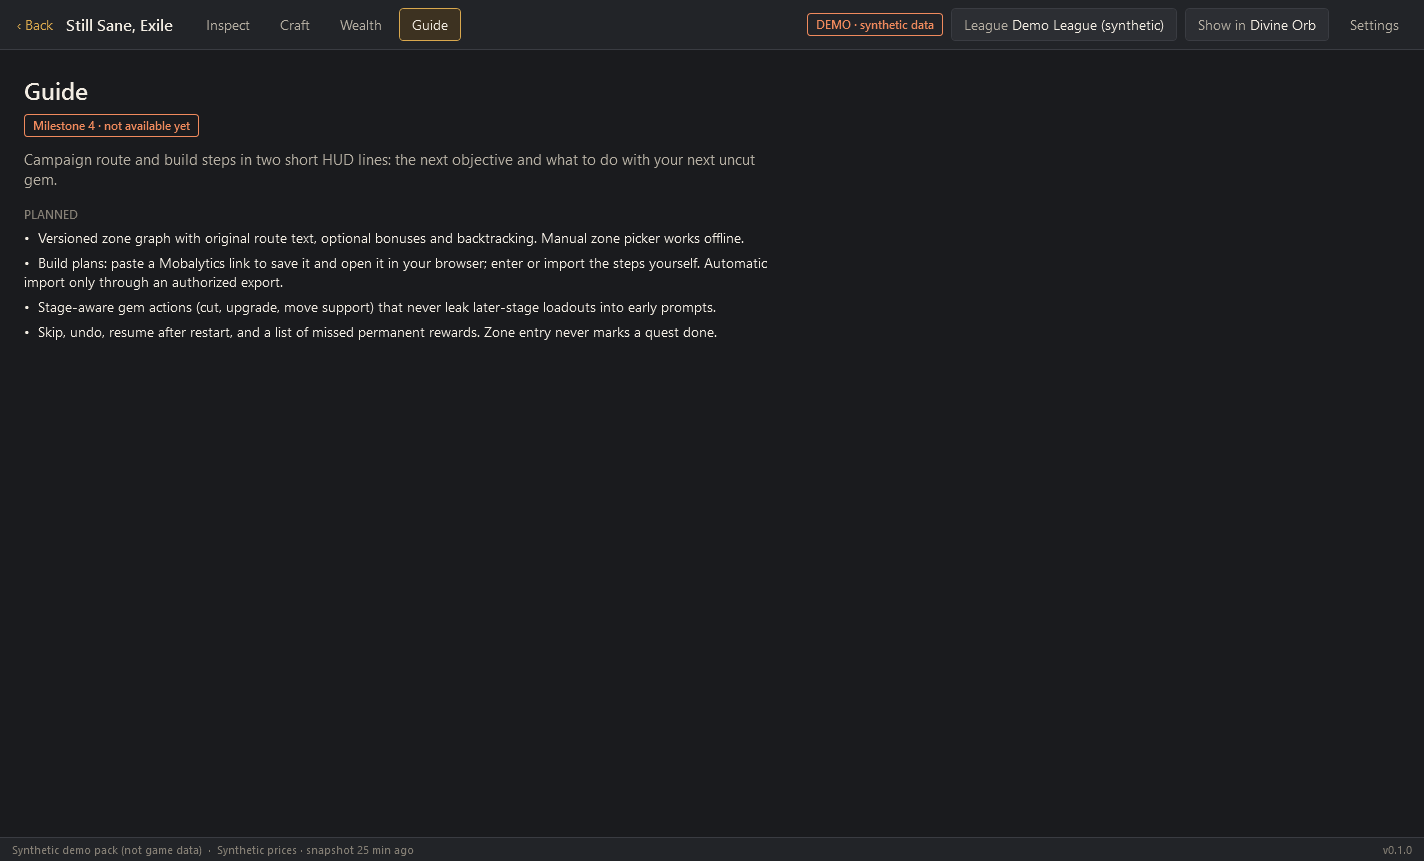 ‹ Back Still Sane, Exile Inspect Craft Wealth Guide DEMO · synthetic data League Demo League (synthetic) Show in Divine Orb Settings
Guide
Milestone 4 · not available yet
Campaign route and build steps in two short HUD lines: the next objective and what to do with your next uncut
gem.
PLANNED
• Versioned zone graph with original route text, optional bonuses and backtracking. Manual zone picker works offline.
• Build plans: paste a Mobalytics link to save it and open it in your browser; enter or import the steps yourself. Automatic
import only through an authorized export.
• Stage-aware gem actions (cut, upgrade, move support) that never leak later-stage loadouts into early prompts.
• Skip, undo, resume after restart, and a list of missed permanent rewards. Zone entry never marks a quest done.
Synthetic demo pack (not game data) · Synthetic prices · snapshot 25 min ago v0.1.0